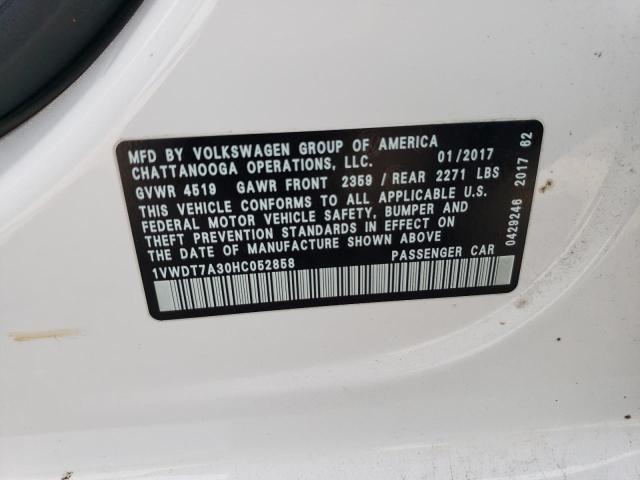 MFD BY VOLKSWAGEN GROUP OF AMERICA
CHATTANOOGA OPERATIONS, LLC. 01/2017
GVWR 4519 GAWR FRONT 2359 / REAR 2271 LBS
THIS VEHICLE CONFORMS TO ALL APPLICABLE U.S.
FEDERAL MOTOR VEHICLE SAFETY, BUMPER AND
THEFT PREVENTION STANDARDS IN EFFECT ON
THE DATE OF MANUFACTURE SHOWN ABOVE
1VWDT7A30HC052858 PASSENGER CAR
0429246 2017 62